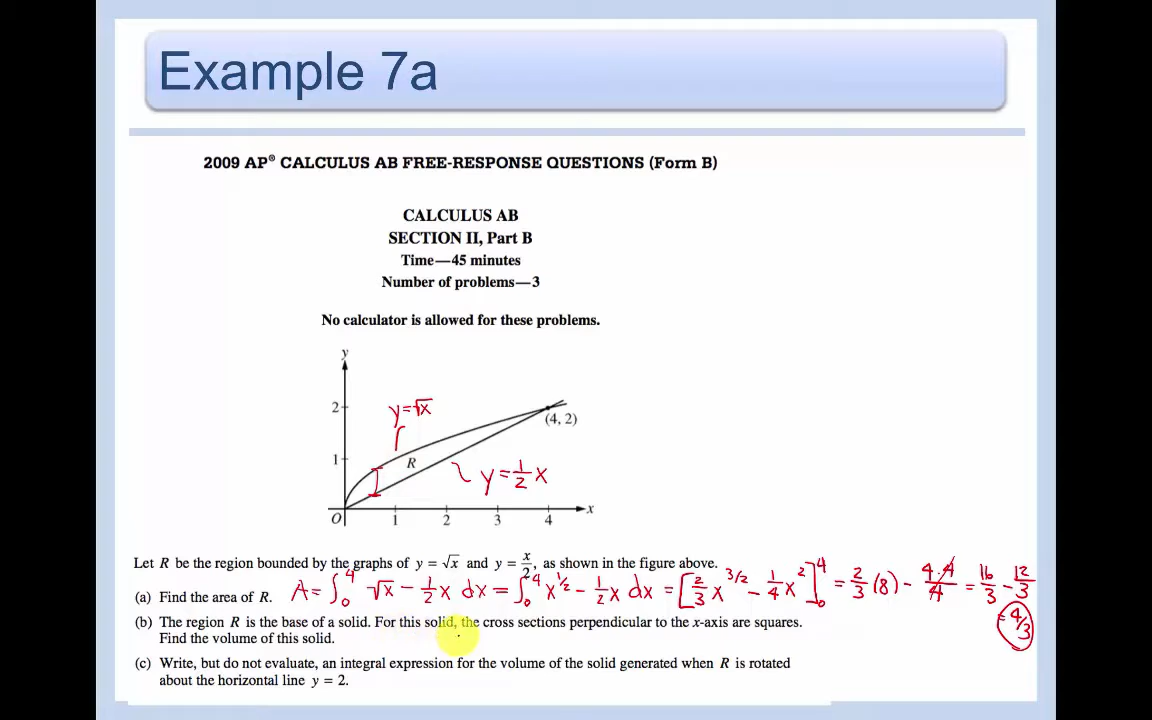 Example 7a
2009 AP® CALCULUS AB FREE-RESPONSE QUESTIONS (Form B)
CALCULUS AB
SECTION II, Part B
Time—45 minutes
Number of problems—3
No calculator is allowed for these problems.
y
2
y=√x
(4, 2)
1
R
y=½x
O 1 2 3 4 x
Let R be the region bounded by the graphs of y = √x and y = x/2, as shown in the figure above.
(a) Find the area of R. A=∫₀⁴ √x − ½x dx = ∫₀⁴ x^½ − ½x dx = [⅔x^3/2 − ¼x²]₀⁴ = ⅔(8) − 4·4/4 = 16/3 − 12/3
= 4/3
(b) The region R is the base of a solid. For this solid, the cross sections perpendicular to the x-axis are squares.
Find the volume of this solid.
(c) Write, but do not evaluate, an integral expression for the volume of the solid generated when R is rotated
about the horizontal line y = 2.